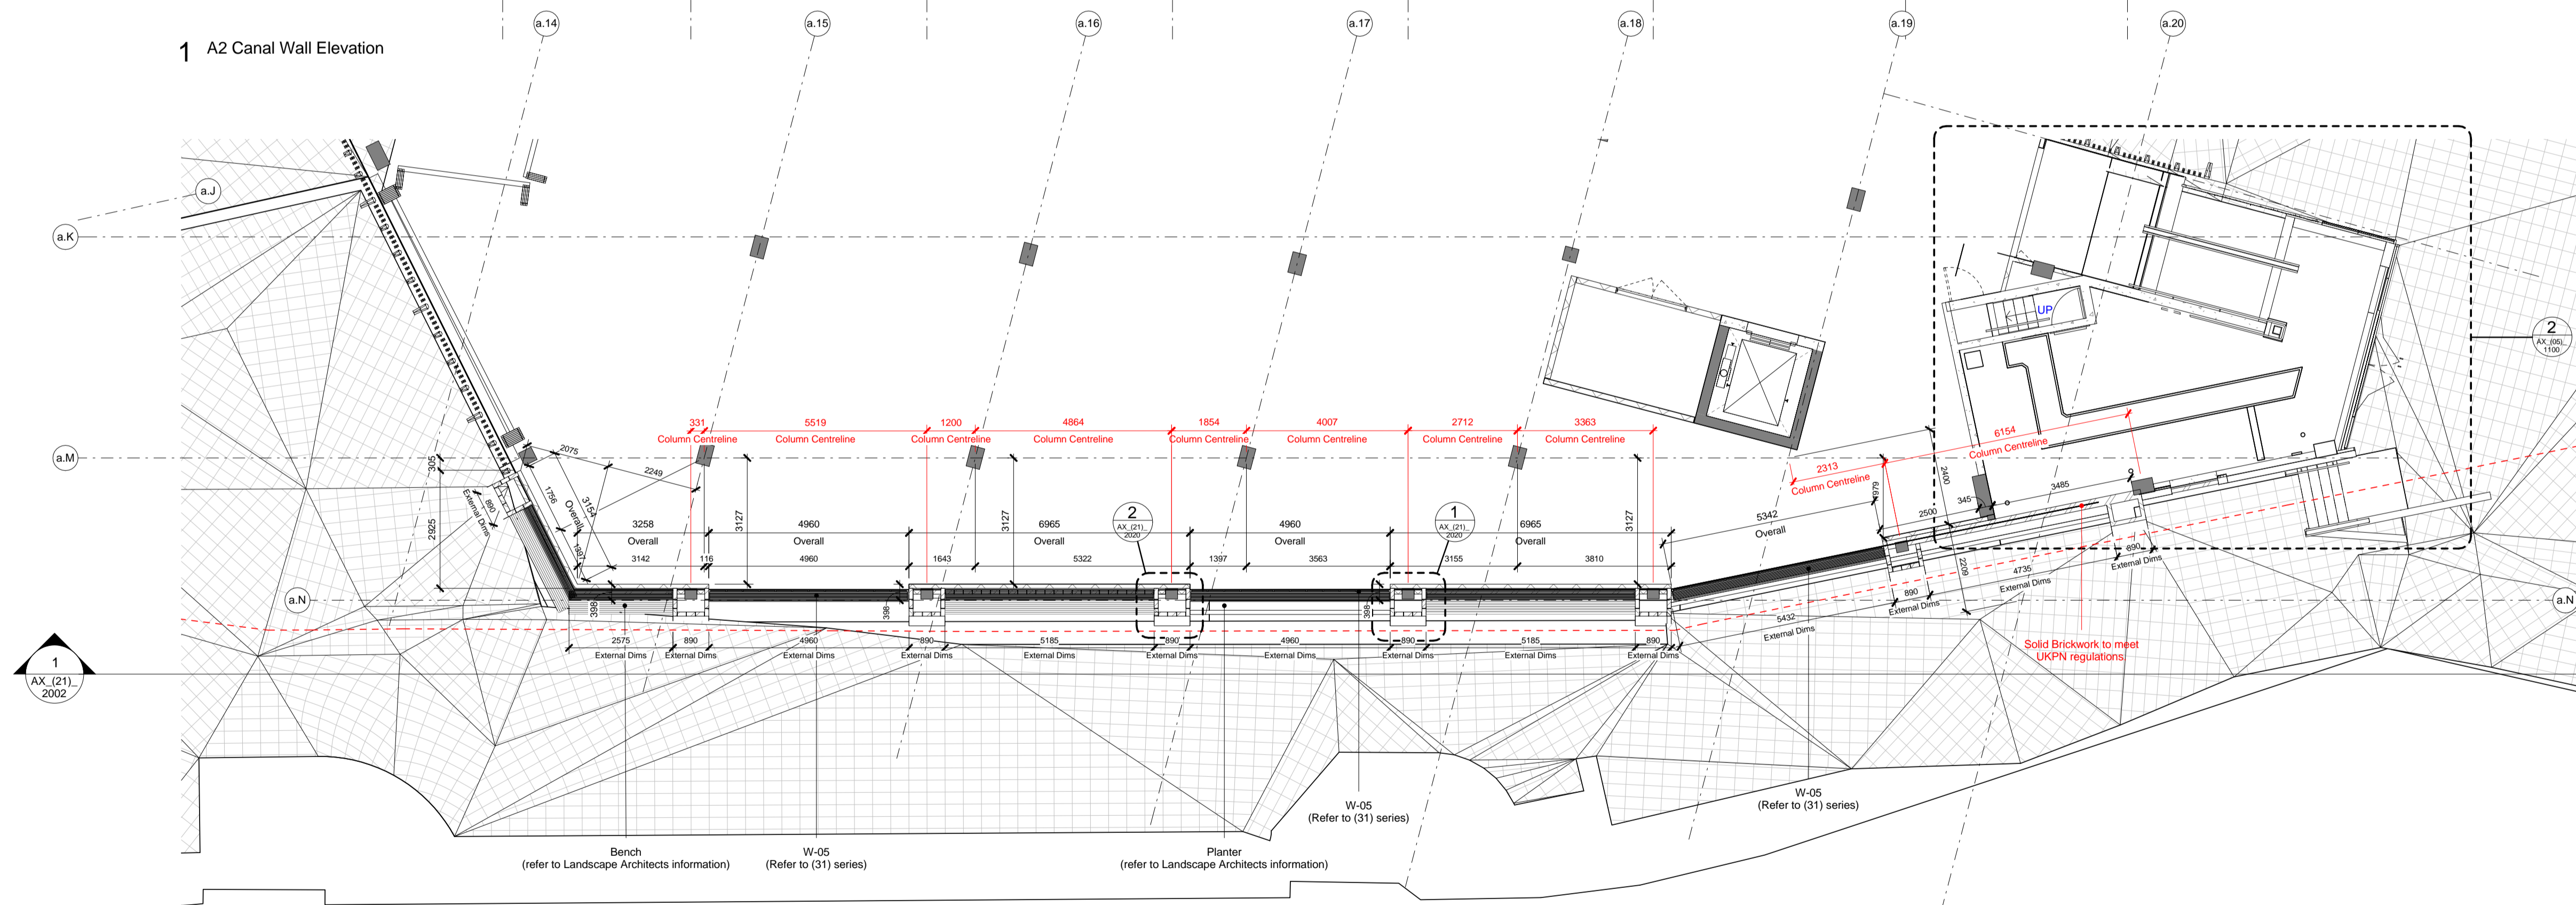 a.14
a.15
a.16
a.17
a.18
a.19
a.20
1 A2 Canal Wall Elevation
a.J
a.K
UP
2
AX_(05)_
1100
331
5519
1200
4864
1854
4007
2712
3363
Column Centreline
Column Centreline
Column Centreline
Column Centreline
Column Centreline
Column Centreline
Column Centreline
Column Centreline
6154
Column Centreline
2313
Column Centreline
a.M
305
2075
2249
2925
890
External Dims
1756
3154
Overall
1397
3127
3127
3127
1979
2400
345
3485
2500
3258
Overall
4960
Overall
6965
Overall
4960
Overall
6965
Overall
5342
Overall
2
AX_(21)_
2020
1
AX_(21)_
2020
3142
116
4960
1643
5322
1397
3563
3155
3810
a.N
398
398
398
a.N
2209
890
External Dims
4735
External Dims
890
External Dims
5432
External Dims
2575
890
4960
890
5185
890
4960
890
5185
890
External Dims
External Dims
External Dims
External Dims
External Dims
External Dims
External Dims
External Dims
External Dims
External Dims
Solid Brickwork to meet
UKPN regulations.
1
AX_(21)_
2002
W-05
(Refer to (31) series)
W-05
(Refer to (31) series)
Bench
(refer to Landscape Architects information)
W-05
(Refer to (31) series)
Planter
(refer to Landscape Architects information)